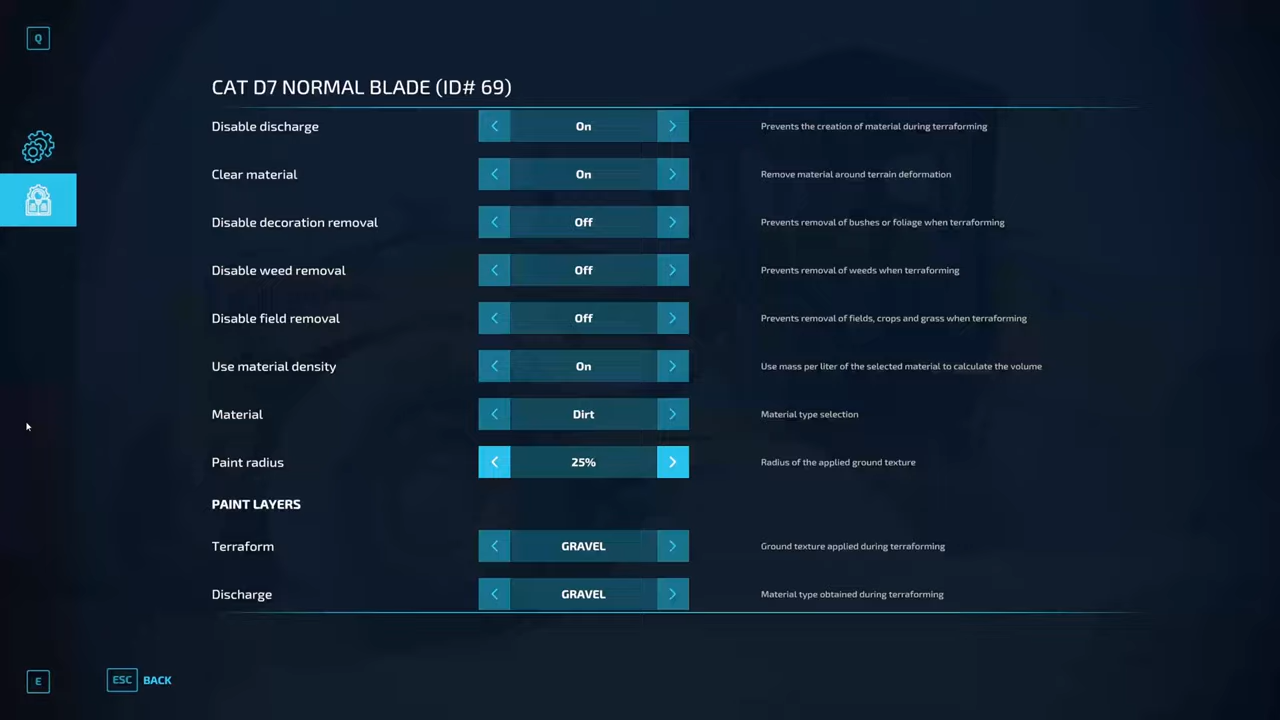 Q
CAT D7 NORMAL BLADE (ID# 69)
Disable discharge On Prevents the creation of material during terraforming
Clear material On Remove material around terrain deformation
Disable decoration removal Off Prevents removal of bushes or foliage when terraforming
Disable weed removal Off Prevents removal of weeds when terraforming
Disable field removal Off Prevents removal of fields, crops and grass when terraforming
Use material density On Use mass per liter of the selected material to calculate the volume
Material Dirt Material type selection
Paint radius 25% Radius of the applied ground texture
PAINT LAYERS
Terraform GRAVEL Ground texture applied during terraforming
Discharge GRAVEL Material type obtained during terraforming
E ESC BACK